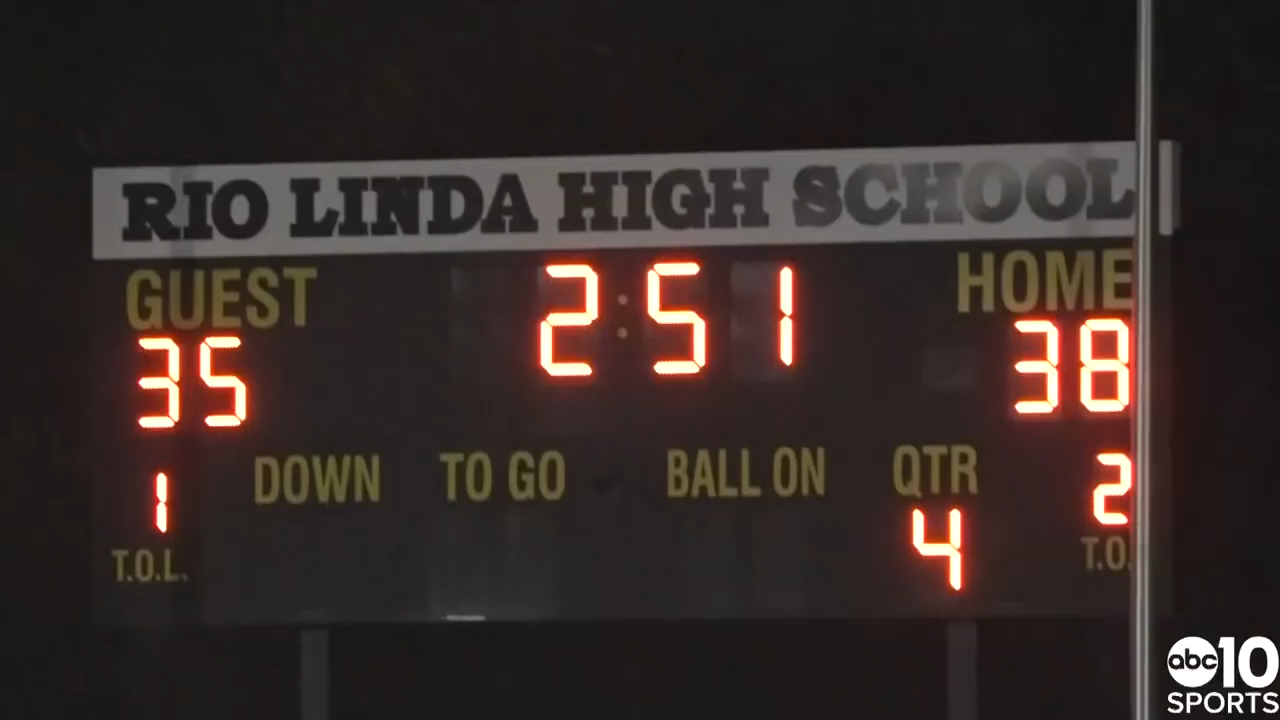 RIO LINDA HIGH SCHOOL
GUEST 2:51 HOME
35 38
DOWN TO GO BALL ON QTR
1 4 2
T.O.L. T.O.
abc10
SPORTS